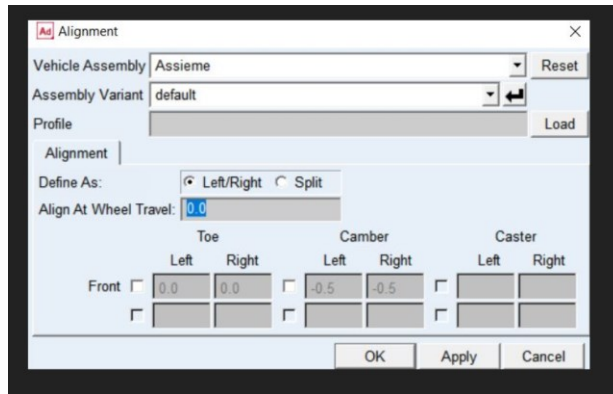 Ad Alignment
Vehicle Assembly Assieme Reset
Assembly Variant default
Profile Load
Alignment
Define As: Left/Right Split
Align At Wheel Travel: 0.0
Toe Camber Caster
Left Right Left Right Left Right
Front 0.0 0.0 -0.5 -0.5
OK Apply Cancel